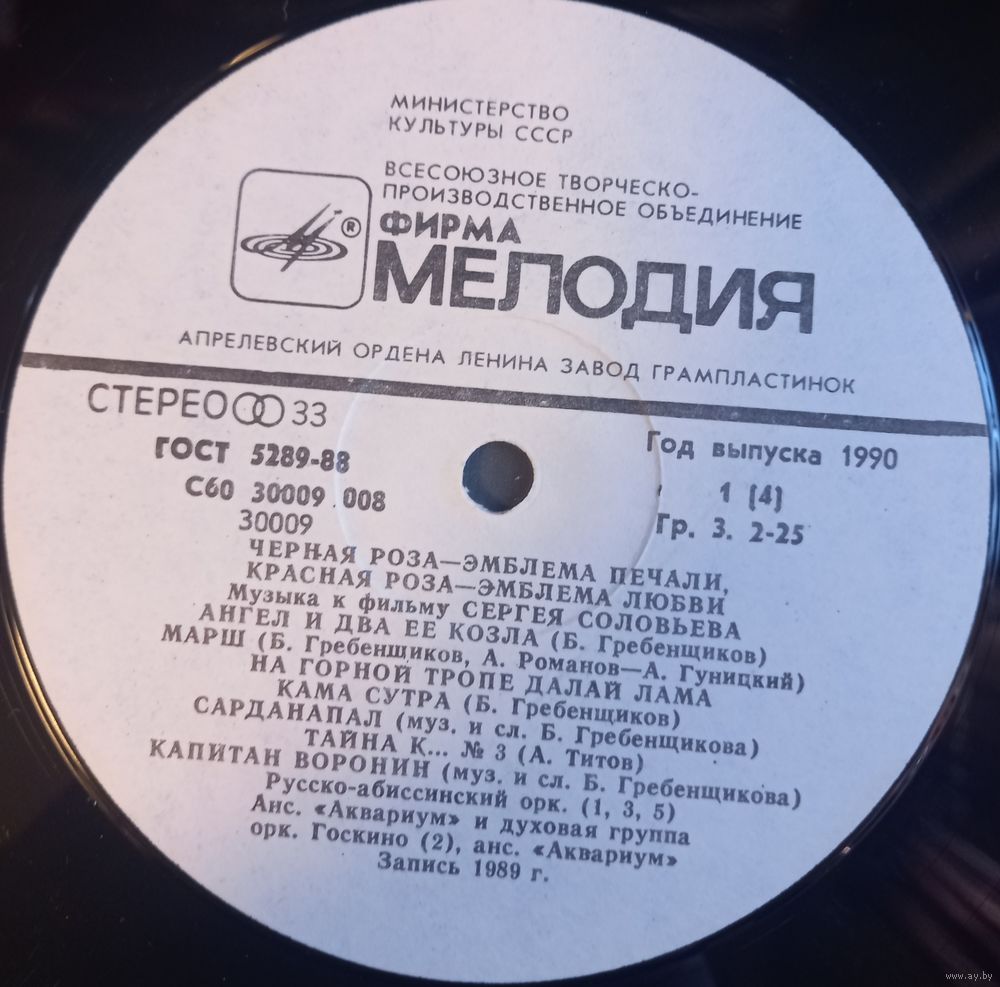 МИНИСТЕРСТВО
КУЛЬТУРЫ СССР
ВСЕСОЮЗНОЕ ТВОРЧЕСКО-
ПРОИЗВОДСТВЕННОЕ ОБЪЕДИНЕНИЕ
ФИРМА
®
МЕЛОДИЯ
АПРЕЛЕВСКИЙ ОРДЕНА ЛЕНИНА ЗАВОД ГРАМПЛАСТИНОК
СТЕРЕО 33
ГОСТ 5289-88
С60 30009 008
30009
Год выпуска 1990
1 (4)
Гр. 3. 2-25
ЧЕРНАЯ РОЗА—ЭМБЛЕМА ПЕЧАЛИ,
КРАСНАЯ РОЗА—ЭМБЛЕМА ЛЮБВИ
Музыка к фильму СЕРГЕЯ СОЛОВЬЕВА
АНГЕЛ И ДВА ЕЕ КОЗЛА (Б. Гребенщиков)
МАРШ (Б. Гребенщиков, А. Романов—А. Гуницкий)
НА ГОРНОЙ ТРОПЕ ДАЛАЙ ЛАМА
КАМА СУТРА (Б. Гребенщиков)
САРДАНАПАЛ (муз. и сл. Б. Гребенщикова)
ТАЙНА К... № 3 (А. Титов)
КАПИТАН ВОРОНИН (муз. и сл. Б. Гребенщикова)
Русско-абиссинский орк. (1, 3, 5)
Анс. «Аквариум» и духовая группа
орк. Госкино (2), анс. «Аквариум»
Запись 1989 г.
www.ay.by